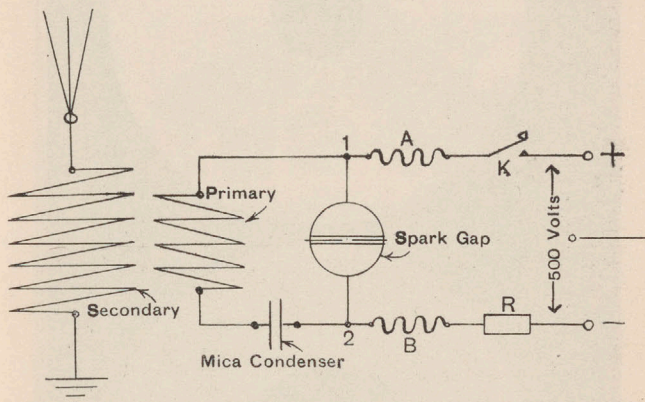 1
A
K
+
Primary
Spark Gap
500 Volts
Secondary
2
B
R
−
Mica Condenser